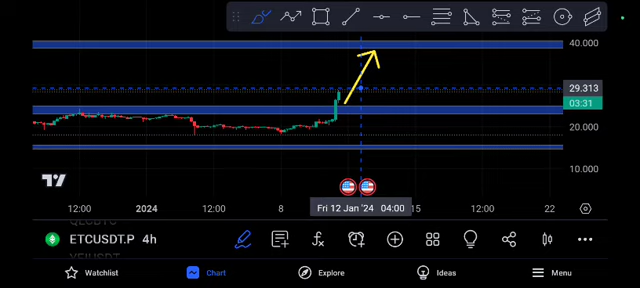 40.000
29.313
03:31
20.000
10.000
12:00 2024 12:00 8 Fri 12 Jan '24 04:00 15 12:00 22
ETCUSDT.P 4h
Watchlist Chart Explore Ideas Menu